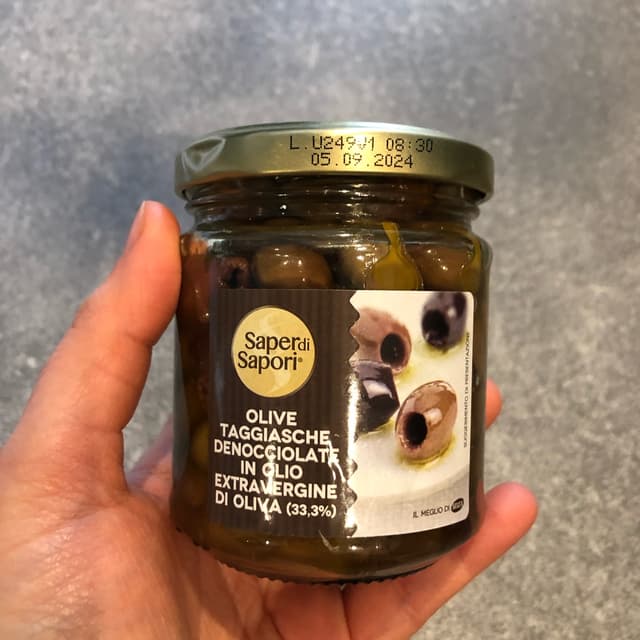 L.U249V1 08:30
05.09.2024
Saper di
Sapori®
OLIVE
TAGGIASCHE
DENOCCIOLATE
IN OLIO
EXTRAVERGINE
DI OLIVA (33,3%)
SUGGERIMENTO DI PRESENTAZIONE
IL MEGLIO DI